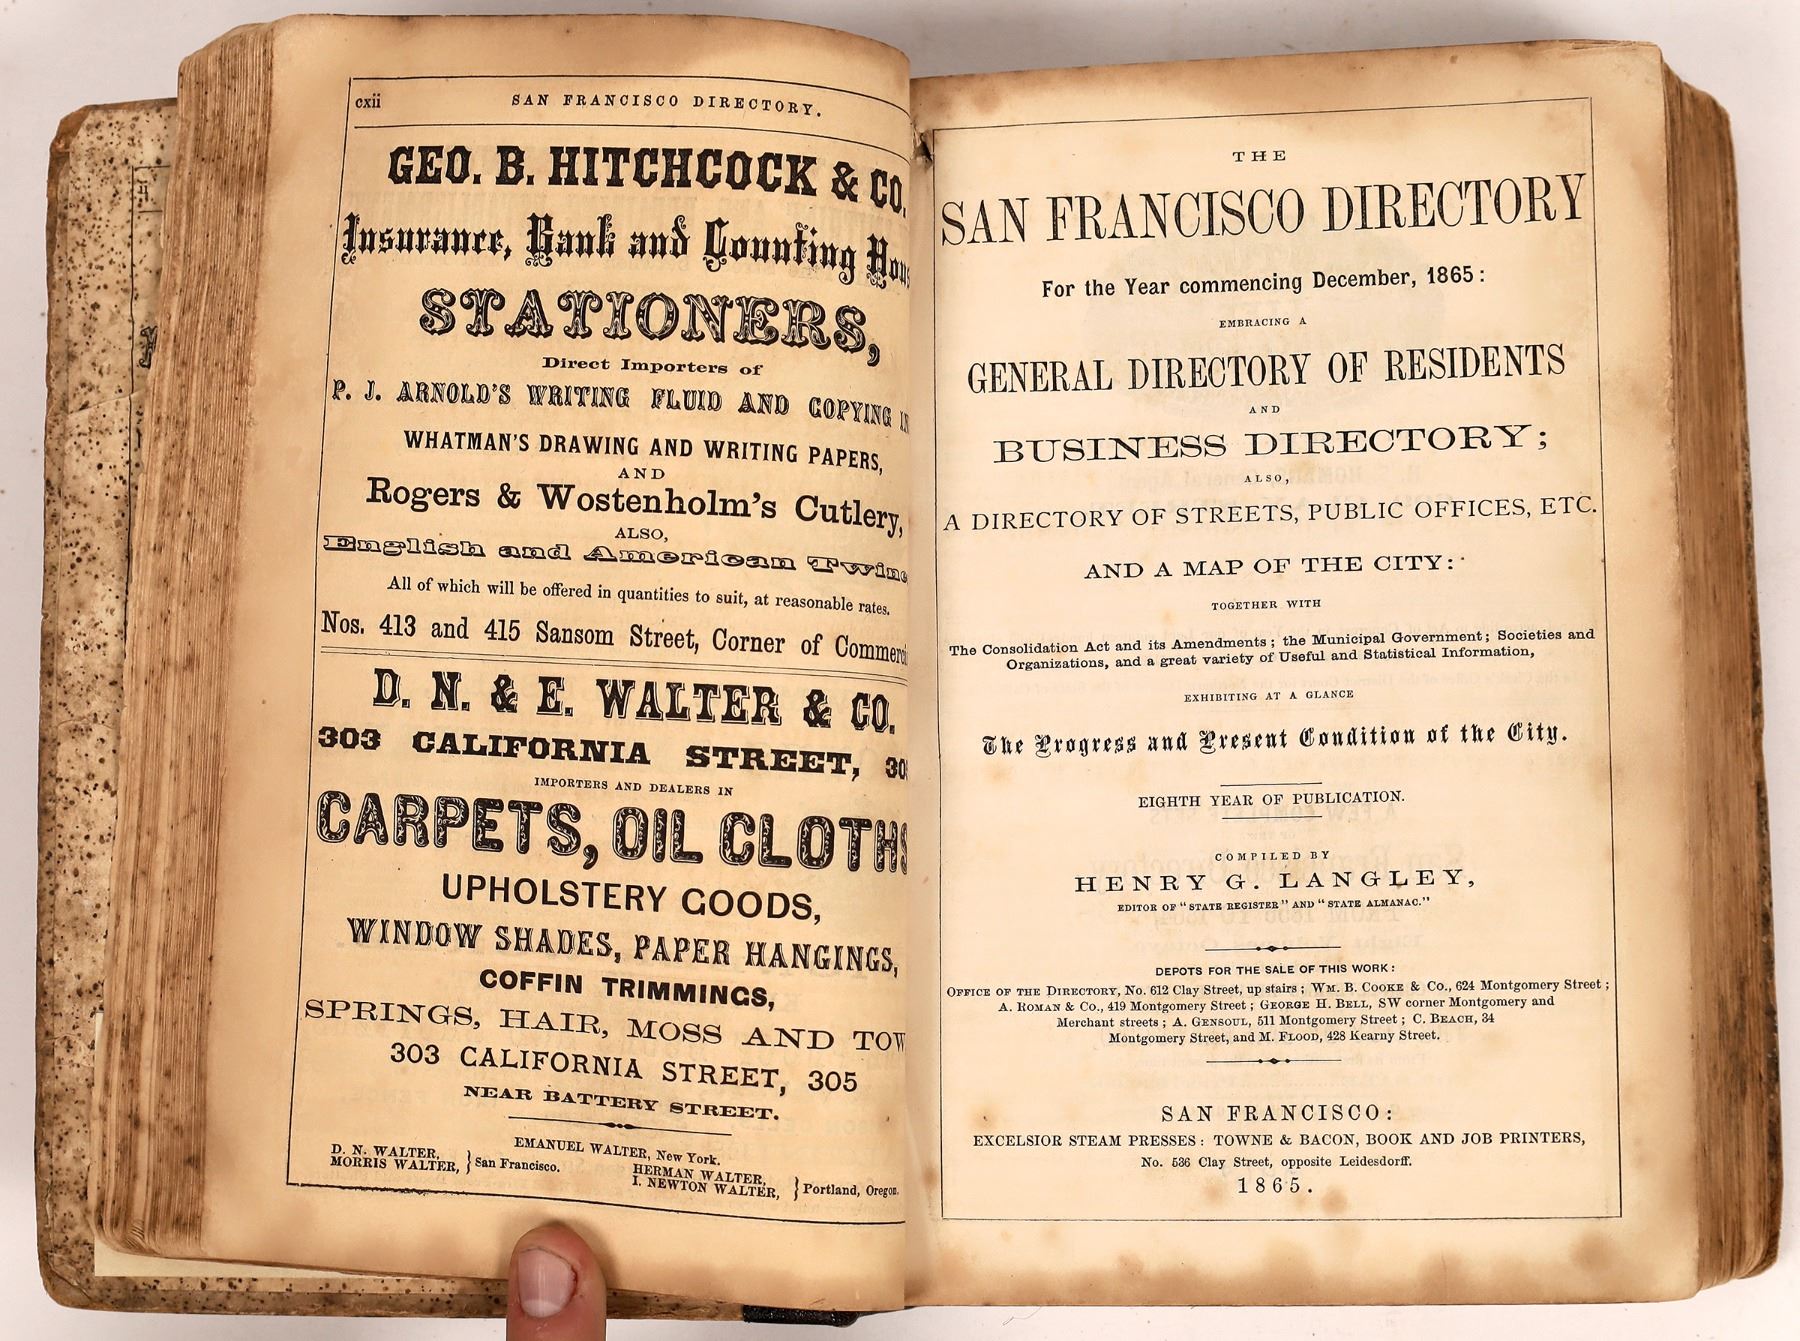 cxii SAN FRANCISCO DIRECTORY.
GEO. B. HITCHCOCK & CO.
Insurance, Bank and Counting
STATIONERS,
Direct Importers of
P. J. ARNOLD'S WRITING FLUID AND COPYING
WHATMAN'S DRAWING AND WRITING PAPERS,
AND
Rogers & Wostenholm's Cutlery,
ALSO,
English and American
All of which will be offered in quantities to suit, at reasonable rates.
Nos. 413 and 415 Sansom Street, Corner of
D. N. & E. WALTER & CO.
303 CALIFORNIA STREET,
IMPORTERS AND DEALERS IN
CARPETS, OIL CLOTHS
UPHOLSTERY GOODS,
WINDOW SHADES, PAPER HANGINGS,
COFFIN TRIMMINGS,
SPRINGS, HAIR, MOSS AND TOW
303 CALIFORNIA STREET, 305
NEAR BATTERY STREET.
EMANUEL WALTER, New York.
D. N. WALTER,
MORRIS WALTER, } San Francisco.
HERMAN WALTER,
I. NEWTON WALTER, } Portland, Oregon.
THE
SAN FRANCISCO DIRECTORY
For the Year commencing December, 1865:
EMBRACING A
GENERAL DIRECTORY OF RESIDENTS
AND
BUSINESS DIRECTORY;
ALSO,
A DIRECTORY OF STREETS, PUBLIC OFFICES, ETC.
AND A MAP OF THE CITY:
TOGETHER WITH
The Consolidation Act and its Amendments; the Municipal Government; Societies and
Organizations, and a great variety of Useful and Statistical Information,
EXHIBITING AT A GLANCE
The Progress and Present Condition of the City.
EIGHTH YEAR OF PUBLICATION.
COMPILED BY
HENRY G. LANGLEY,
EDITOR OF "STATE REGISTER" AND "STATE ALMANAC."
DEPOTS FOR THE SALE OF THIS WORK:
OFFICE OF THE DIRECTORY, No. 612 Clay Street, up stairs; WM. B. COOKE & Co., 624 Montgomery Street;
A. ROMAN & Co., 419 Montgomery Street; GEORGE H. BELL, SW corner Montgomery and
Merchant streets; A. GENSOUL, 511 Montgomery Street; C. BEACH, 34
Montgomery Street, and M. FLOOD, 428 Kearny Street.
SAN FRANCISCO:
EXCELSIOR STEAM PRESSES: TOWNE & BACON, BOOK AND JOB PRINTERS,
No. 536 Clay Street, opposite Leidesdorff.
1865.